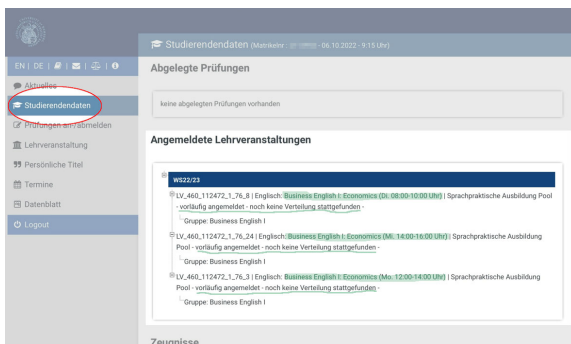 Studierendendaten (Matrikelnr.: - 06.10.2022 - 9:15 Uhr)
EN | DE |
Aktuelles
Studierendendaten
Prüfungen an-/abmelden
Lehrveranstaltung
Persönliche Titel
Termine
Datenblatt
Logout
Abgelegte Prüfungen
keine abgelegten Prüfungen vorhanden
Angemeldete Lehrveranstaltungen
WS22/23
LV_460_112472_1_76_8 | Englisch: Business English I: Economics (Di. 08:00-10:00 Uhr) | Sprachpraktische Ausbildung Pool
- vorläufig angemeldet - noch keine Verteilung stattgefunden -
Gruppe: Business English I
LV_460_112472_1_76_24 | Englisch: Business English I: Economics (Mi. 14:00-16:00 Uhr) | Sprachpraktische Ausbildung
Pool - vorläufig angemeldet - noch keine Verteilung stattgefunden -
Gruppe: Business English I
LV_460_112472_1_76_3 | Englisch: Business English I: Economics (Mo. 12:00-14:00 Uhr) | Sprachpraktische Ausbildung
Pool - vorläufig angemeldet - noch keine Verteilung stattgefunden -
Gruppe: Business English I
Zeugnisse